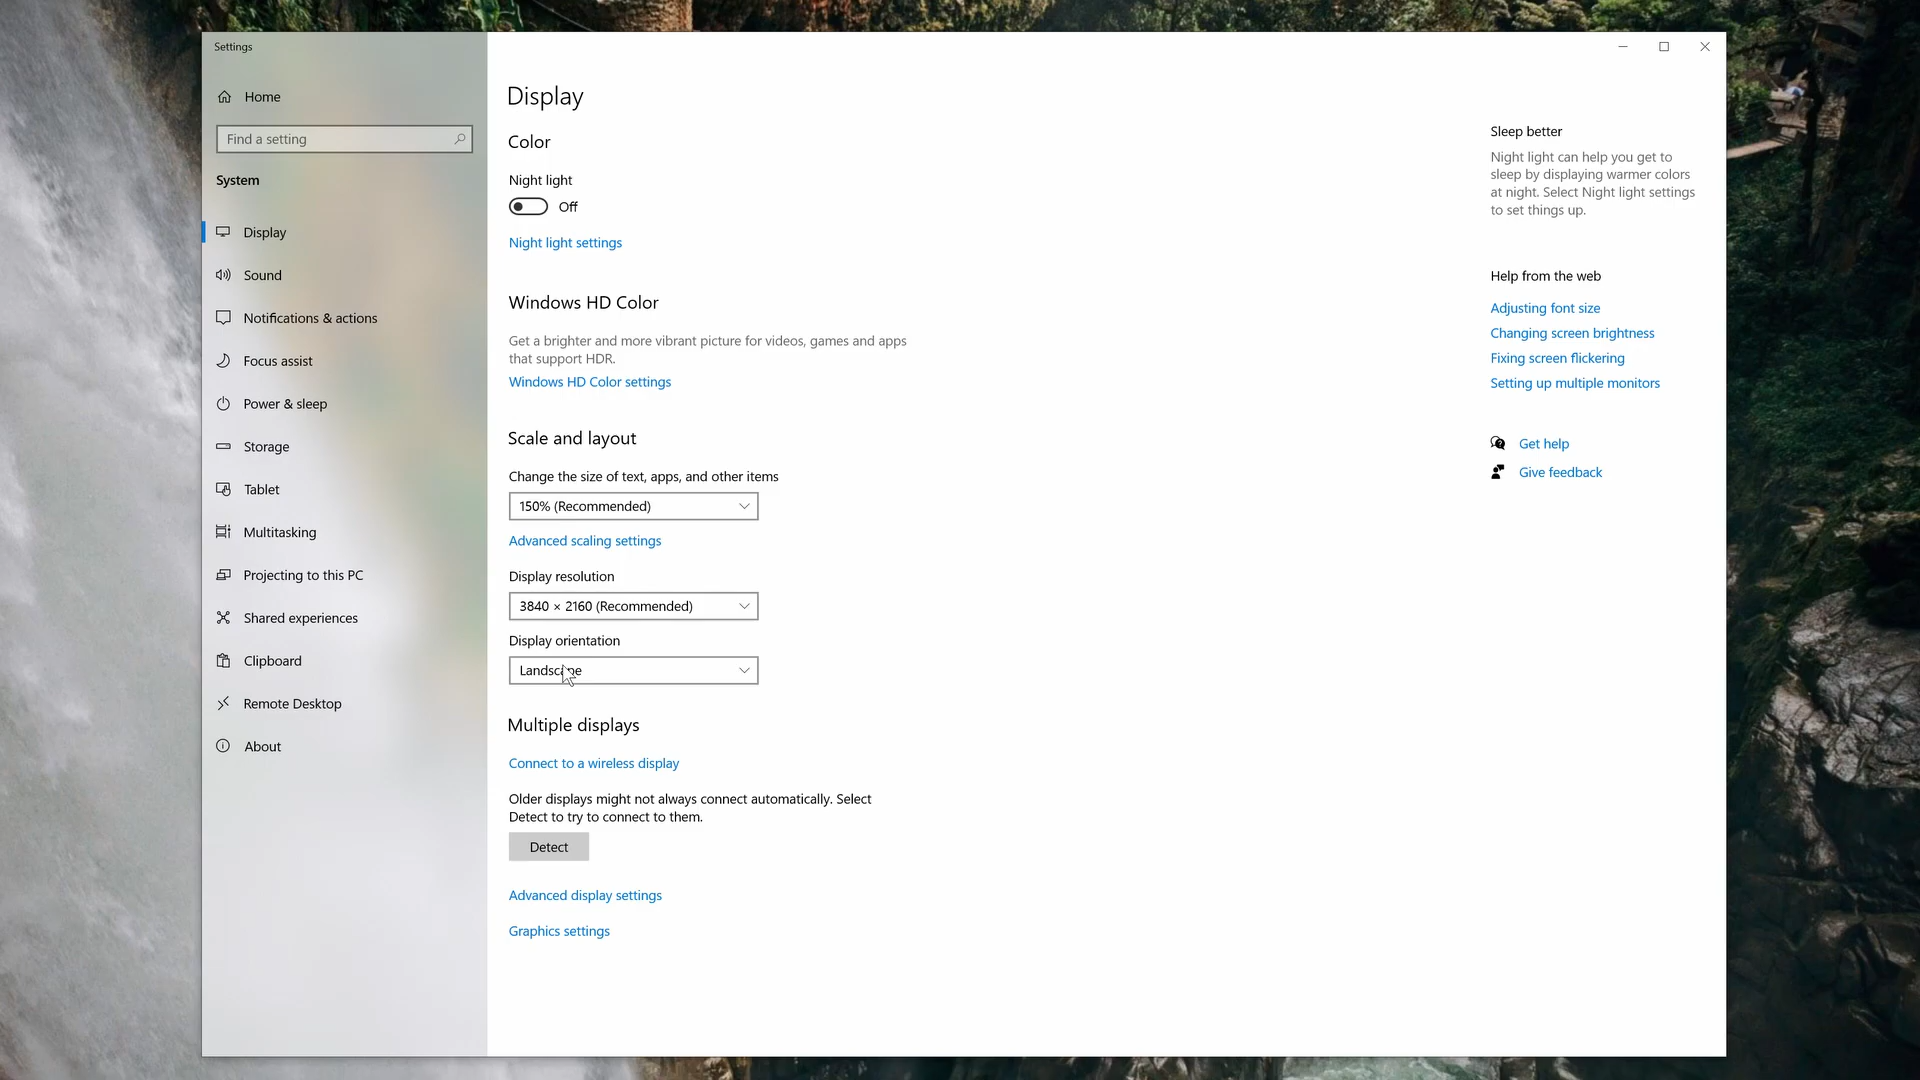 Settings
Home
Find a setting
System
Display
Sound
Notifications & actions
Focus assist
Power & sleep
Storage
Tablet
Multitasking
Projecting to this PC
Shared experiences
Clipboard
Remote Desktop
About
Display
Color
Night light
Off
Night light settings
Windows HD Color
Get a brighter and more vibrant picture for videos, games and apps
that support HDR.
Windows HD Color settings
Scale and layout
Change the size of text, apps, and other items
150% (Recommended)
Advanced scaling settings
Display resolution
3840 × 2160 (Recommended)
Display orientation
Landscape
Multiple displays
Connect to a wireless display
Older displays might not always connect automatically. Select
Detect to try to connect to them.
Detect
Advanced display settings
Graphics settings
Sleep better
Night light can help you get to
sleep by displaying warmer colors
at night. Select Night light settings
to set things up.
Help from the web
Adjusting font size
Changing screen brightness
Fixing screen flickering
Setting up multiple monitors
Get help
Give feedback